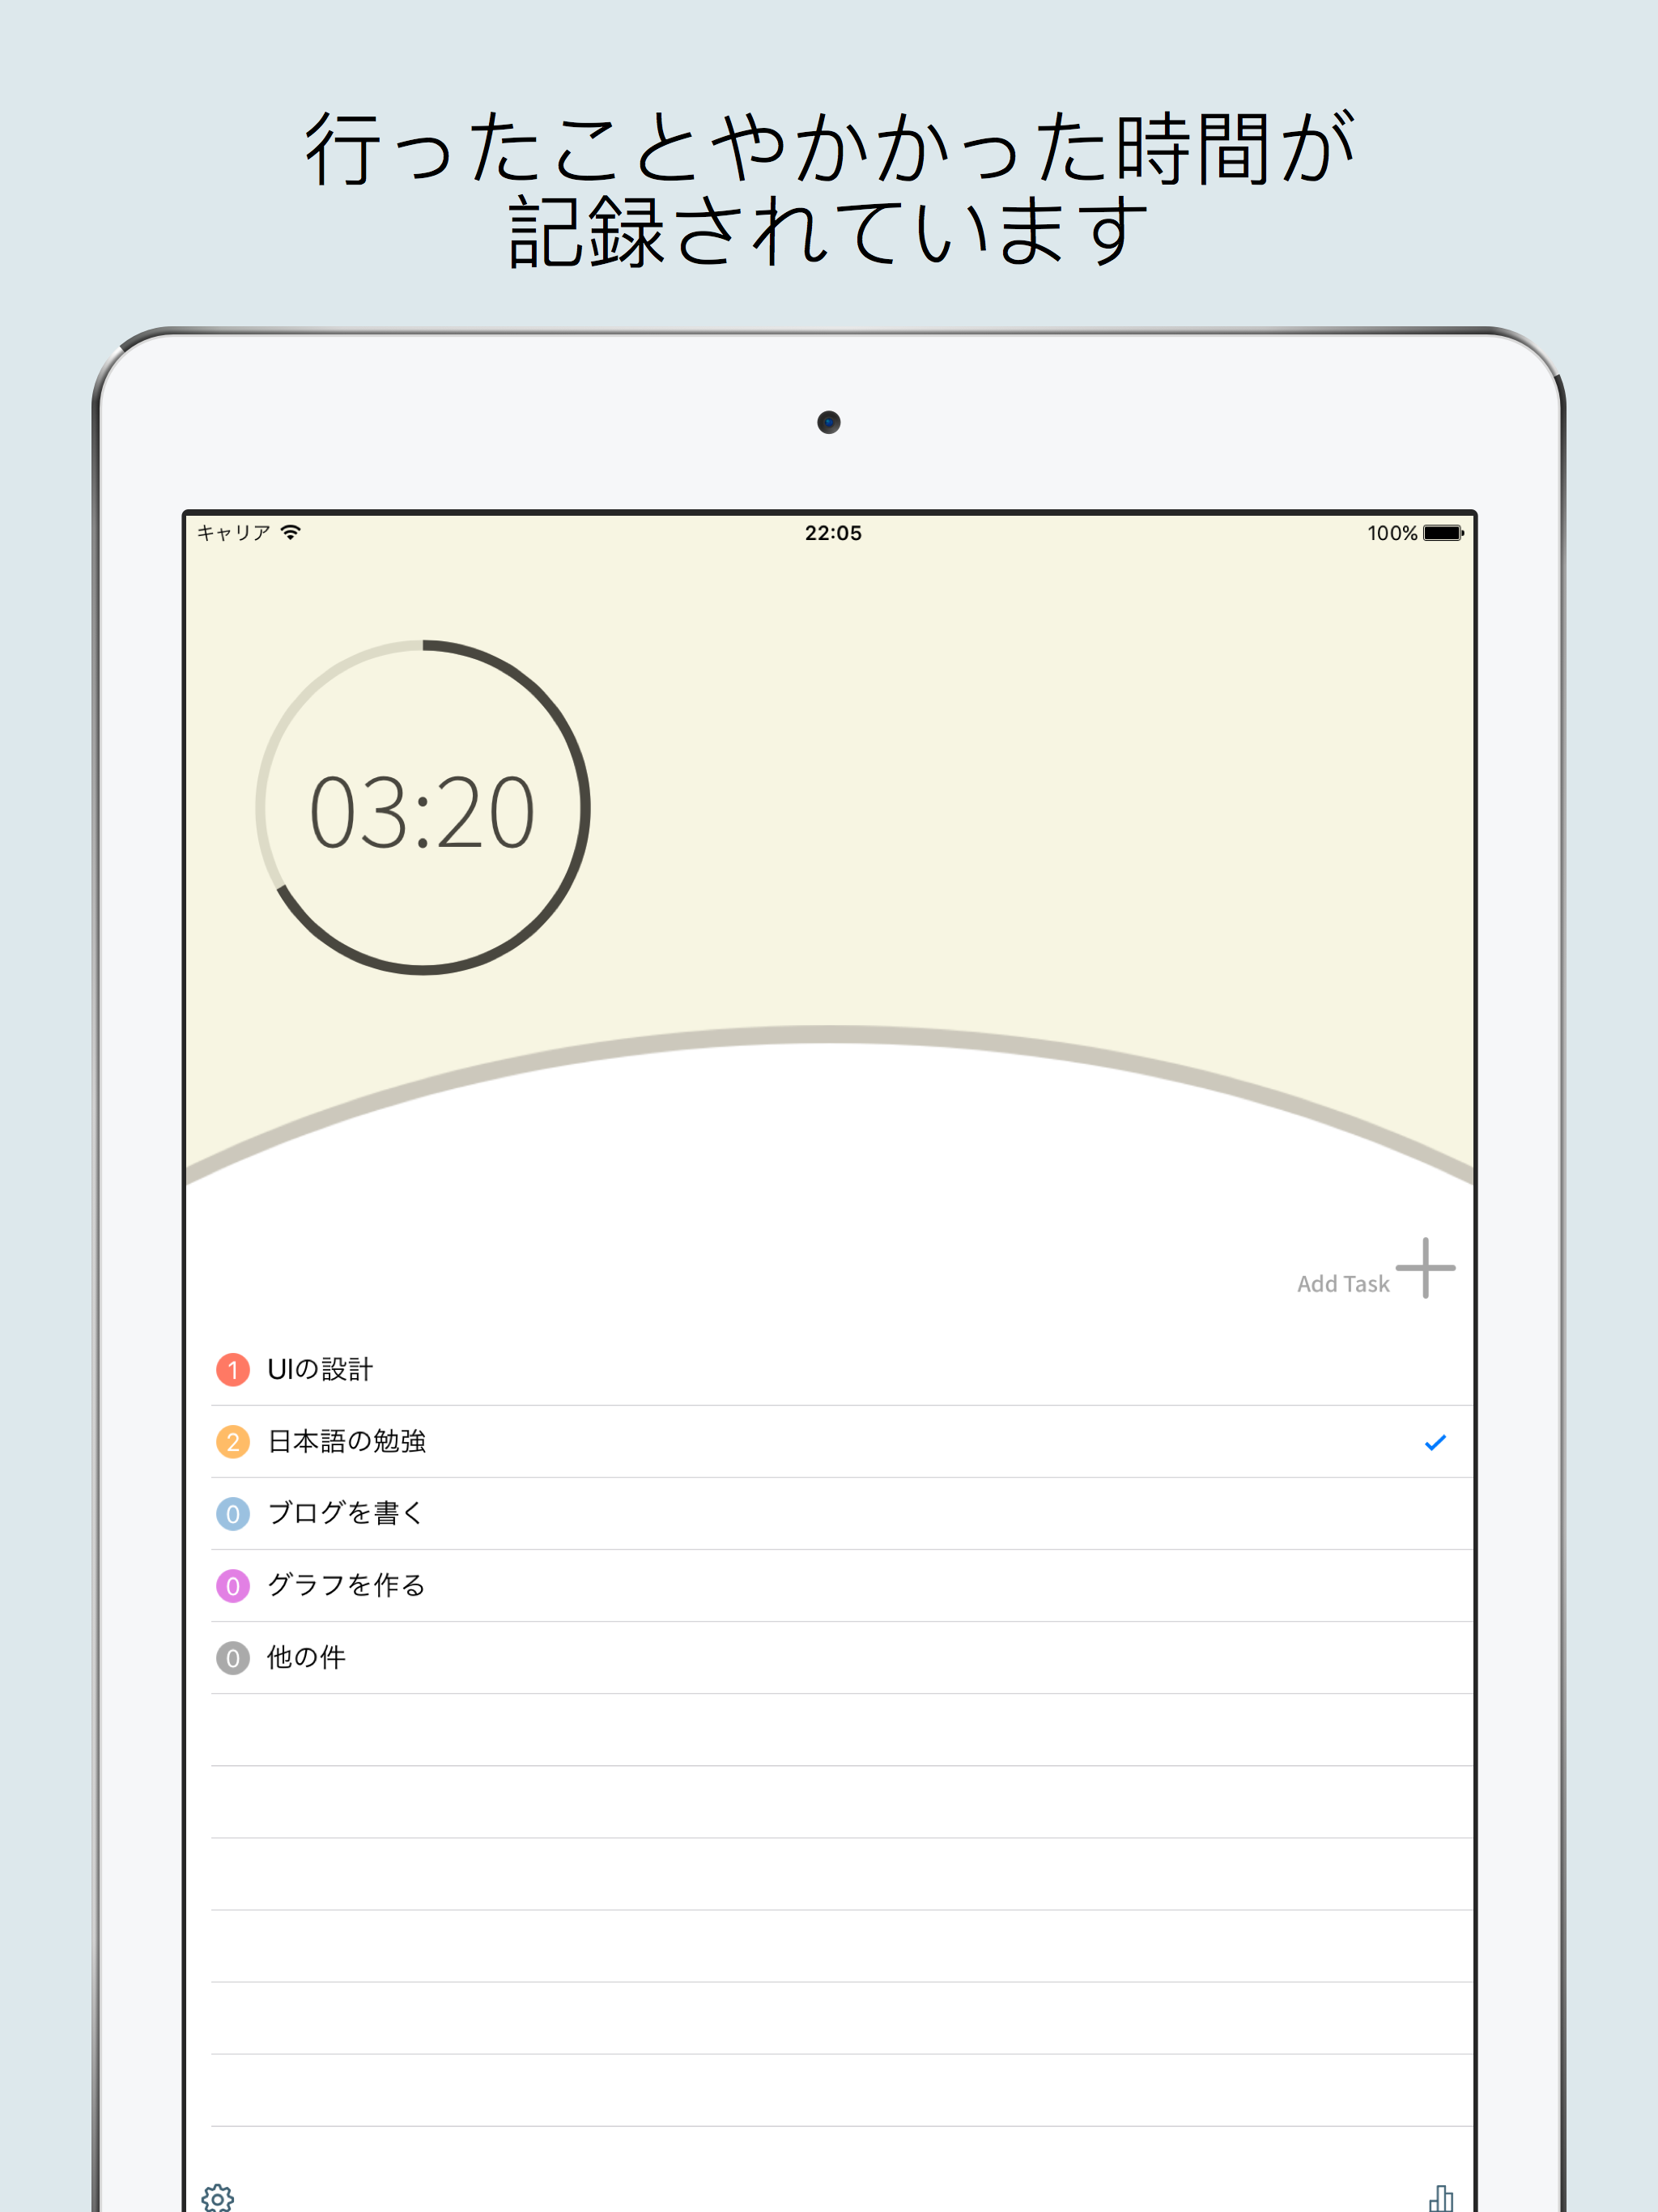 行ったことやかかった時間が
記録されています
キャリア 22:05 100%
03:20
Add Task
1 UIの設計
2 日本語の勉強
0 ブログを書く
0 グラフを作る
0 他の件